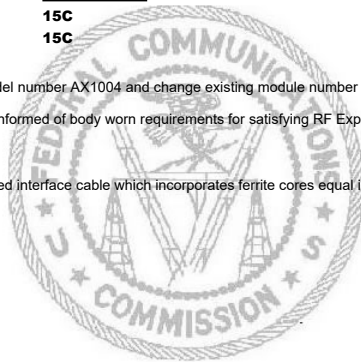 15C
15C
del number AX1004 and change existing module number
nformed of body worn requirements for satisfying RF Exp
ed interface cable which incorporates ferrite cores equal i
FEDERAL COMMUNICATIONS COMMISSION
U S